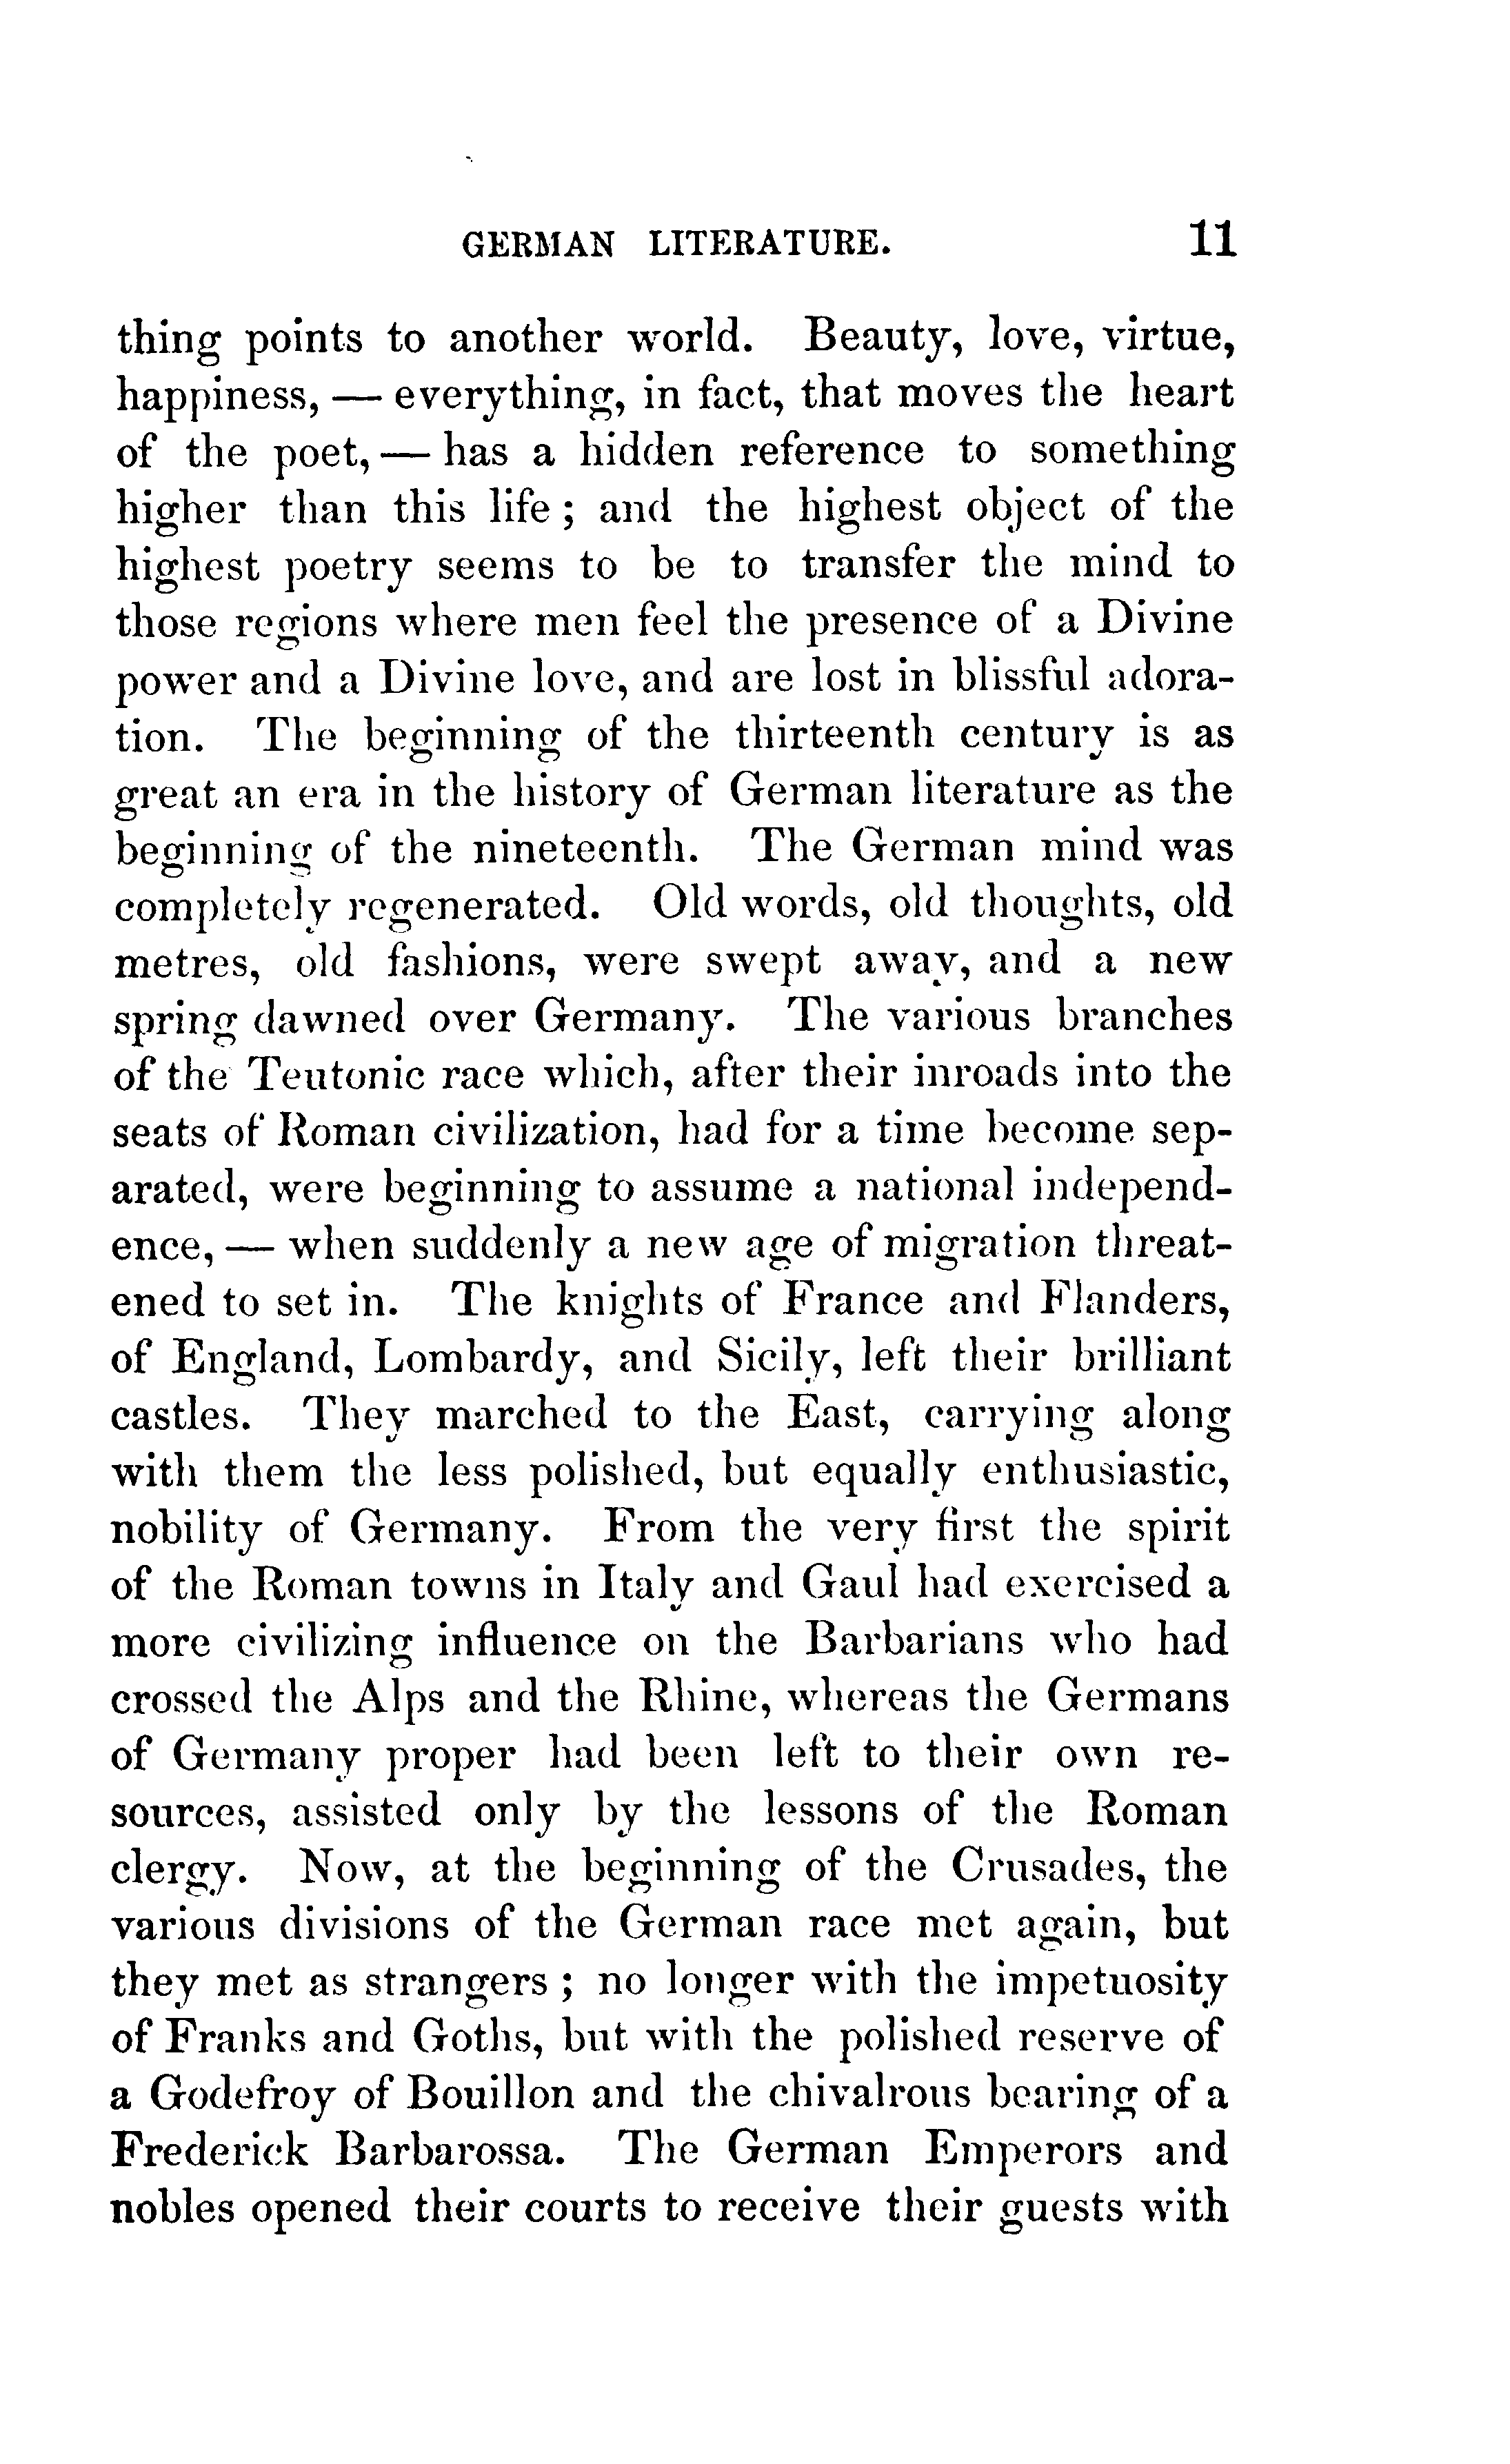 GERMAN LITERATURE. 11
thing points to another world. Beauty, love, virtue,
happiness, — everything, in fact, that moves the heart
of the poet, — has a hidden reference to something
higher than this life ; and the highest object of the
highest poetry seems to be to transfer the mind to
those regions where men feel the presence of a Divine
power and a Divine love, and are lost in blissful adora-
tion. The beginning of the thirteenth century is as
great an era in the history of German literature as the
beginning of the nineteenth. The German mind was
completely regenerated. Old words, old thoughts, old
metres, old fashions, were swept away, and a new
spring dawned over Germany. The various branches
of the Teutonic race which, after their inroads into the
seats of Roman civilization, had for a time become sep-
arated, were beginning to assume a national independ-
ence, — when suddenly a new age of migration threat-
ened to set in. The knights of France and Flanders,
of England, Lombardy, and Sicily, left their brilliant
castles. They marched to the East, carrying along
with them the less polished, but equally enthusiastic,
nobility of Germany. From the very first the spirit
of the Roman towns in Italy and Gaul had exercised a
more civilizing influence on the Barbarians who had
crossed the Alps and the Rhine, whereas the Germans
of Germany proper had been left to their own re-
sources, assisted only by the lessons of the Roman
clergy. Now, at the beginning of the Crusades, the
various divisions of the German race met again, but
they met as strangers ; no longer with the impetuosity
of Franks and Goths, but with the polished reserve of
a Godefroy of Bouillon and the chivalrous bearing of a
Frederick Barbarossa. The German Emperors and
nobles opened their courts to receive their guests with